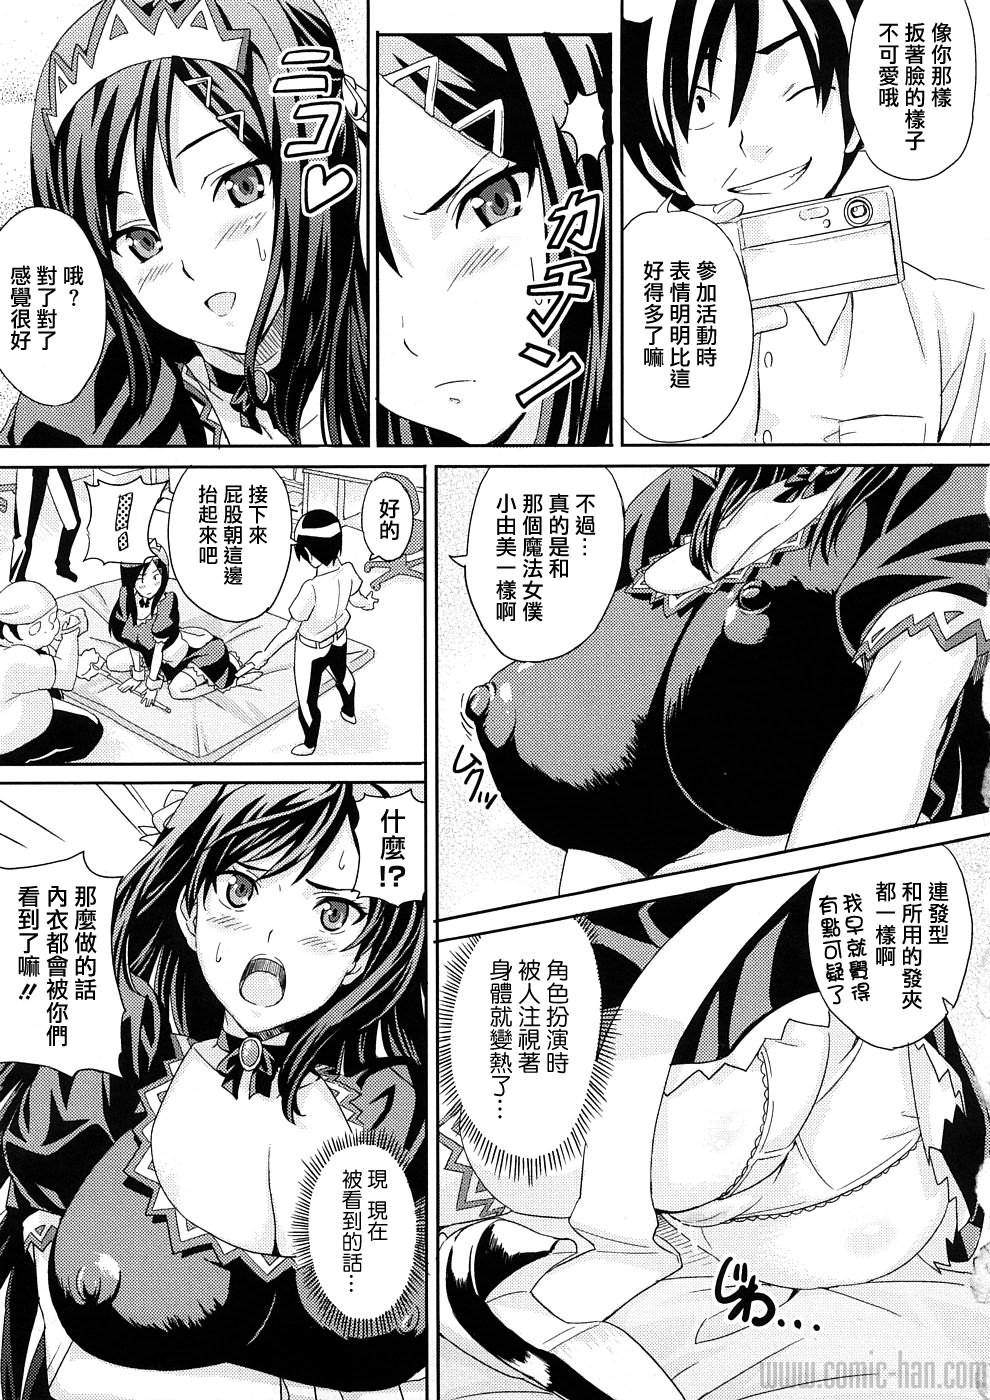 像你那樣
扳著臉的樣子
不可愛哦
參加活動時
表情明明比這
好得多了嘛
カチン
ニコ♡
哦？
對了對了
感覺很好
不過…
真的是和
那個魔法女僕
小由美一樣啊
好的
接下來
屁股朝這邊
抬起來吧
連發型
和所用的發夾
都一樣啊
我早就覺得
有點可疑了
角色扮演時
被人注視著
身體就變熱了…
じわ…
什麼!?
那麼做的話
內衣都會被你們
看到了嘛!!
現 現在
被看到的話…
www.comic-han.com